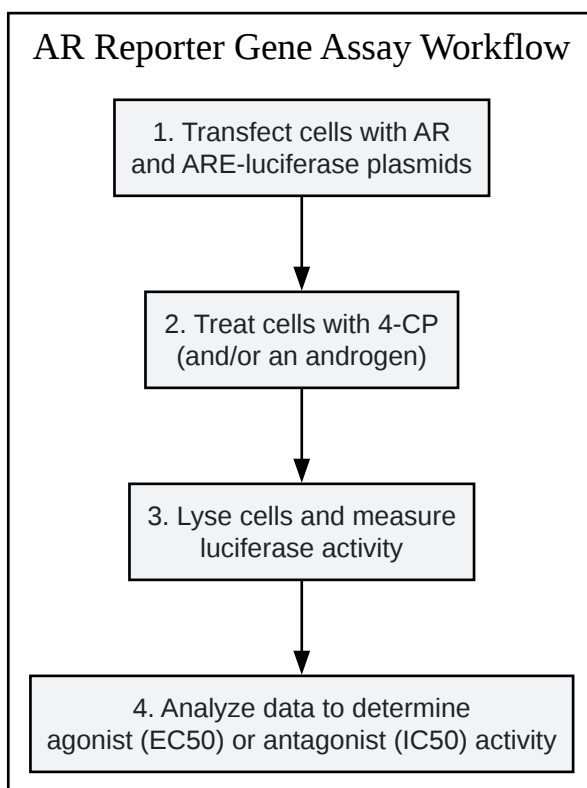 AR Reporter Gene Assay Workflow
1. Transfect cells with AR
and ARE-luciferase plasmids
2. Treat cells with 4-CP
(and/or an androgen)
3. Lyse cells and measure
luciferase activity
4. Analyze data to determine
agonist (EC50) or antagonist (IC50) activity